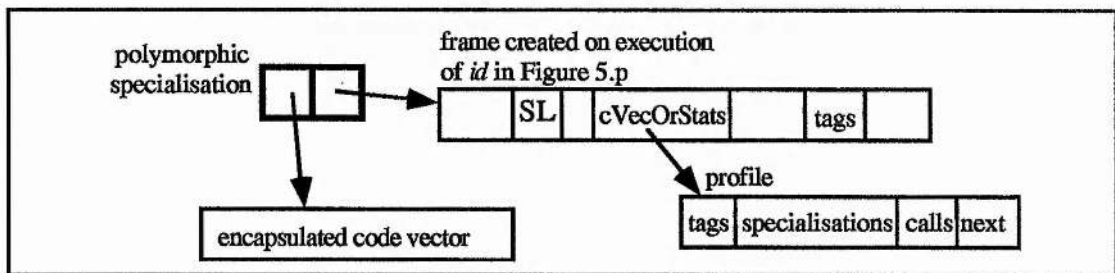 polymorphic
specialisation
frame created on execution
of id in Figure 5.p
SL
cVecOrStats
tags
profile
tags specialisations calls next
encapsulated code vector